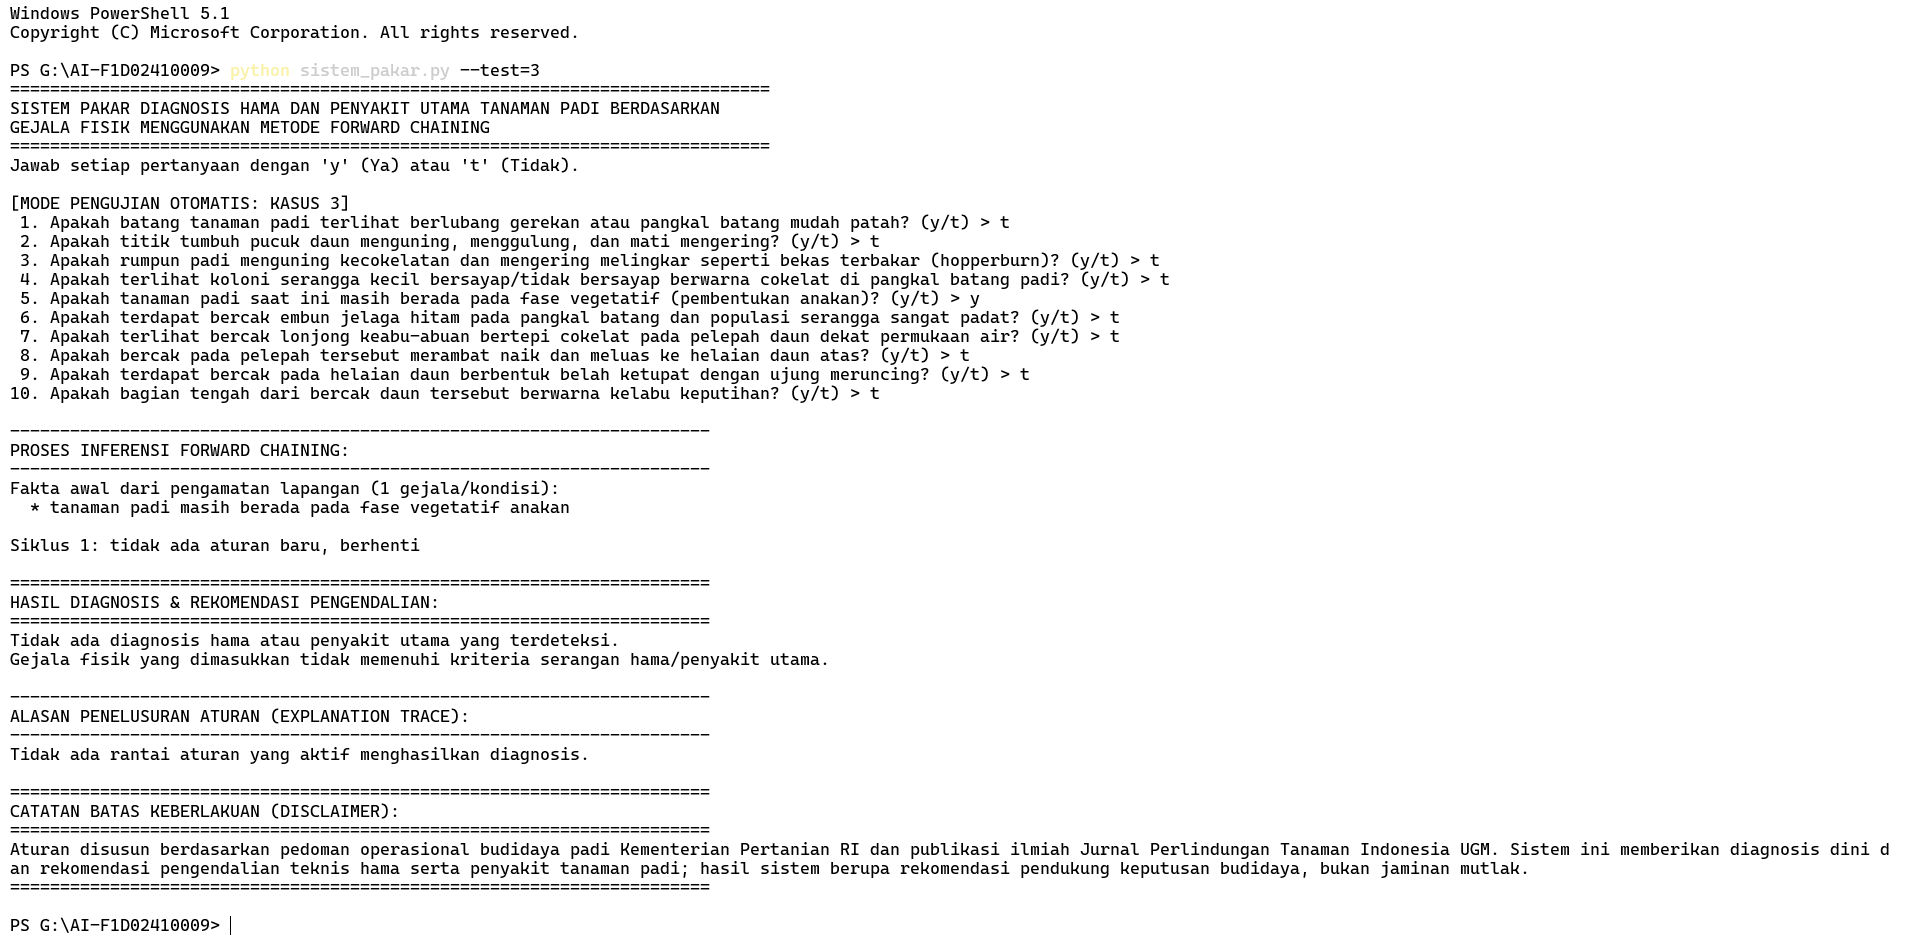 Windows PowerShell 5.1
Copyright (C) Microsoft Corporation. All rights reserved.
PS G:\AI-F1D02410009> python sistem_pakar.py --test=3
============================================================================
SISTEM PAKAR DIAGNOSIS HAMA DAN PENYAKIT UTAMA TANAMAN PADI BERDASARKAN
GEJALA FISIK MENGGUNAKAN METODE FORWARD CHAINING
============================================================================
Jawab setiap pertanyaan dengan 'y' (Ya) atau 't' (Tidak).
[MODE PENGUJIAN OTOMATIS: KASUS 3]
 1. Apakah batang tanaman padi terlihat berlubang gerekan atau pangkal batang mudah patah? (y/t) > t
 2. Apakah titik tumbuh pucuk daun menguning, menggulung, dan mati mengering? (y/t) > t
 3. Apakah rumpun padi menguning kecokelatan dan mengering melingkar seperti bekas terbakar (hopperburn)? (y/t) > t
 4. Apakah terlihat koloni serangga kecil bersayap/tidak bersayap berwarna cokelat di pangkal batang padi? (y/t) > t
 5. Apakah tanaman padi saat ini masih berada pada fase vegetatif (pembentukan anakan)? (y/t) > y
 6. Apakah terdapat bercak embun jelaga hitam pada pangkal batang dan populasi serangga sangat padat? (y/t) > t
 7. Apakah terlihat bercak lonjong keabu-abuan bertepi cokelat pada pelepah daun dekat permukaan air? (y/t) > t
 8. Apakah bercak pada pelepah tersebut merambat naik dan meluas ke helaian daun atas? (y/t) > t
 9. Apakah terdapat bercak pada helaian daun berbentuk belah ketupat dengan ujung meruncing? (y/t) > t
10. Apakah bagian tengah dari bercak daun tersebut berwarna kelabu keputihan? (y/t) > t
----------------------------------------------------------------------
PROSES INFERENSI FORWARD CHAINING:
----------------------------------------------------------------------
Fakta awal dari pengamatan lapangan (1 gejala/kondisi):
  * tanaman padi masih berada pada fase vegetatif anakan
Siklus 1: tidak ada aturan baru, berhenti
======================================================================
HASIL DIAGNOSIS & REKOMENDASI PENGENDALIAN:
======================================================================
Tidak ada diagnosis hama atau penyakit utama yang terdeteksi.
Gejala fisik yang dimasukkan tidak memenuhi kriteria serangan hama/penyakit utama.
----------------------------------------------------------------------
ALASAN PENELUSURAN ATURAN (EXPLANATION TRACE):
----------------------------------------------------------------------
Tidak ada rantai aturan yang aktif menghasilkan diagnosis.
======================================================================
CATATAN BATAS KEBERLAKUAN (DISCLAIMER):
======================================================================
Aturan disusun berdasarkan pedoman operasional budidaya padi Kementerian Pertanian RI dan publikasi ilmiah Jurnal Perlindungan Tanaman Indonesia UGM. Sistem ini memberikan diagnosis dini d
an rekomendasi pengendalian teknis hama serta penyakit tanaman padi; hasil sistem berupa rekomendasi pendukung keputusan budidaya, bukan jaminan mutlak.
======================================================================
PS G:\AI-F1D02410009>